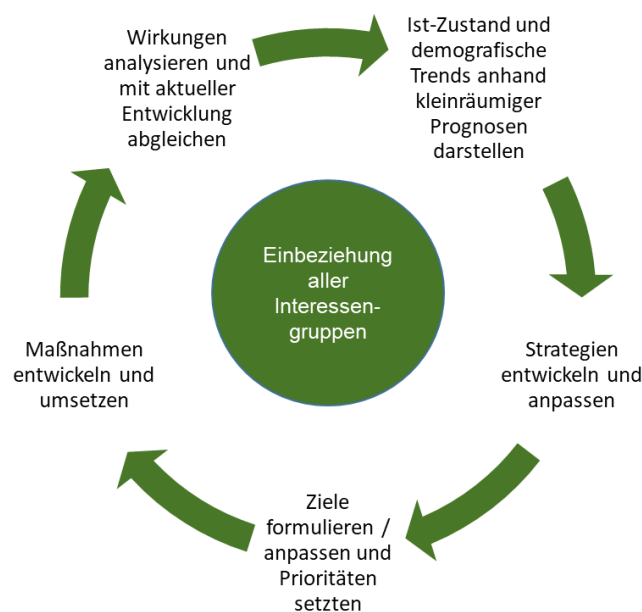 Wirkungen
analysieren und
mit aktueller
Entwicklung
abgleichen
Ist-Zustand und
demografische
Trends anhand
kleinräumiger
Prognosen
darstellen
Einbeziehung
aller
Interessen-
gruppen
Strategien
entwickeln und
anpassen
Ziele
formulieren /
anpassen und
Prioritäten
setzten
Maßnahmen
entwickeln und
umsetzen